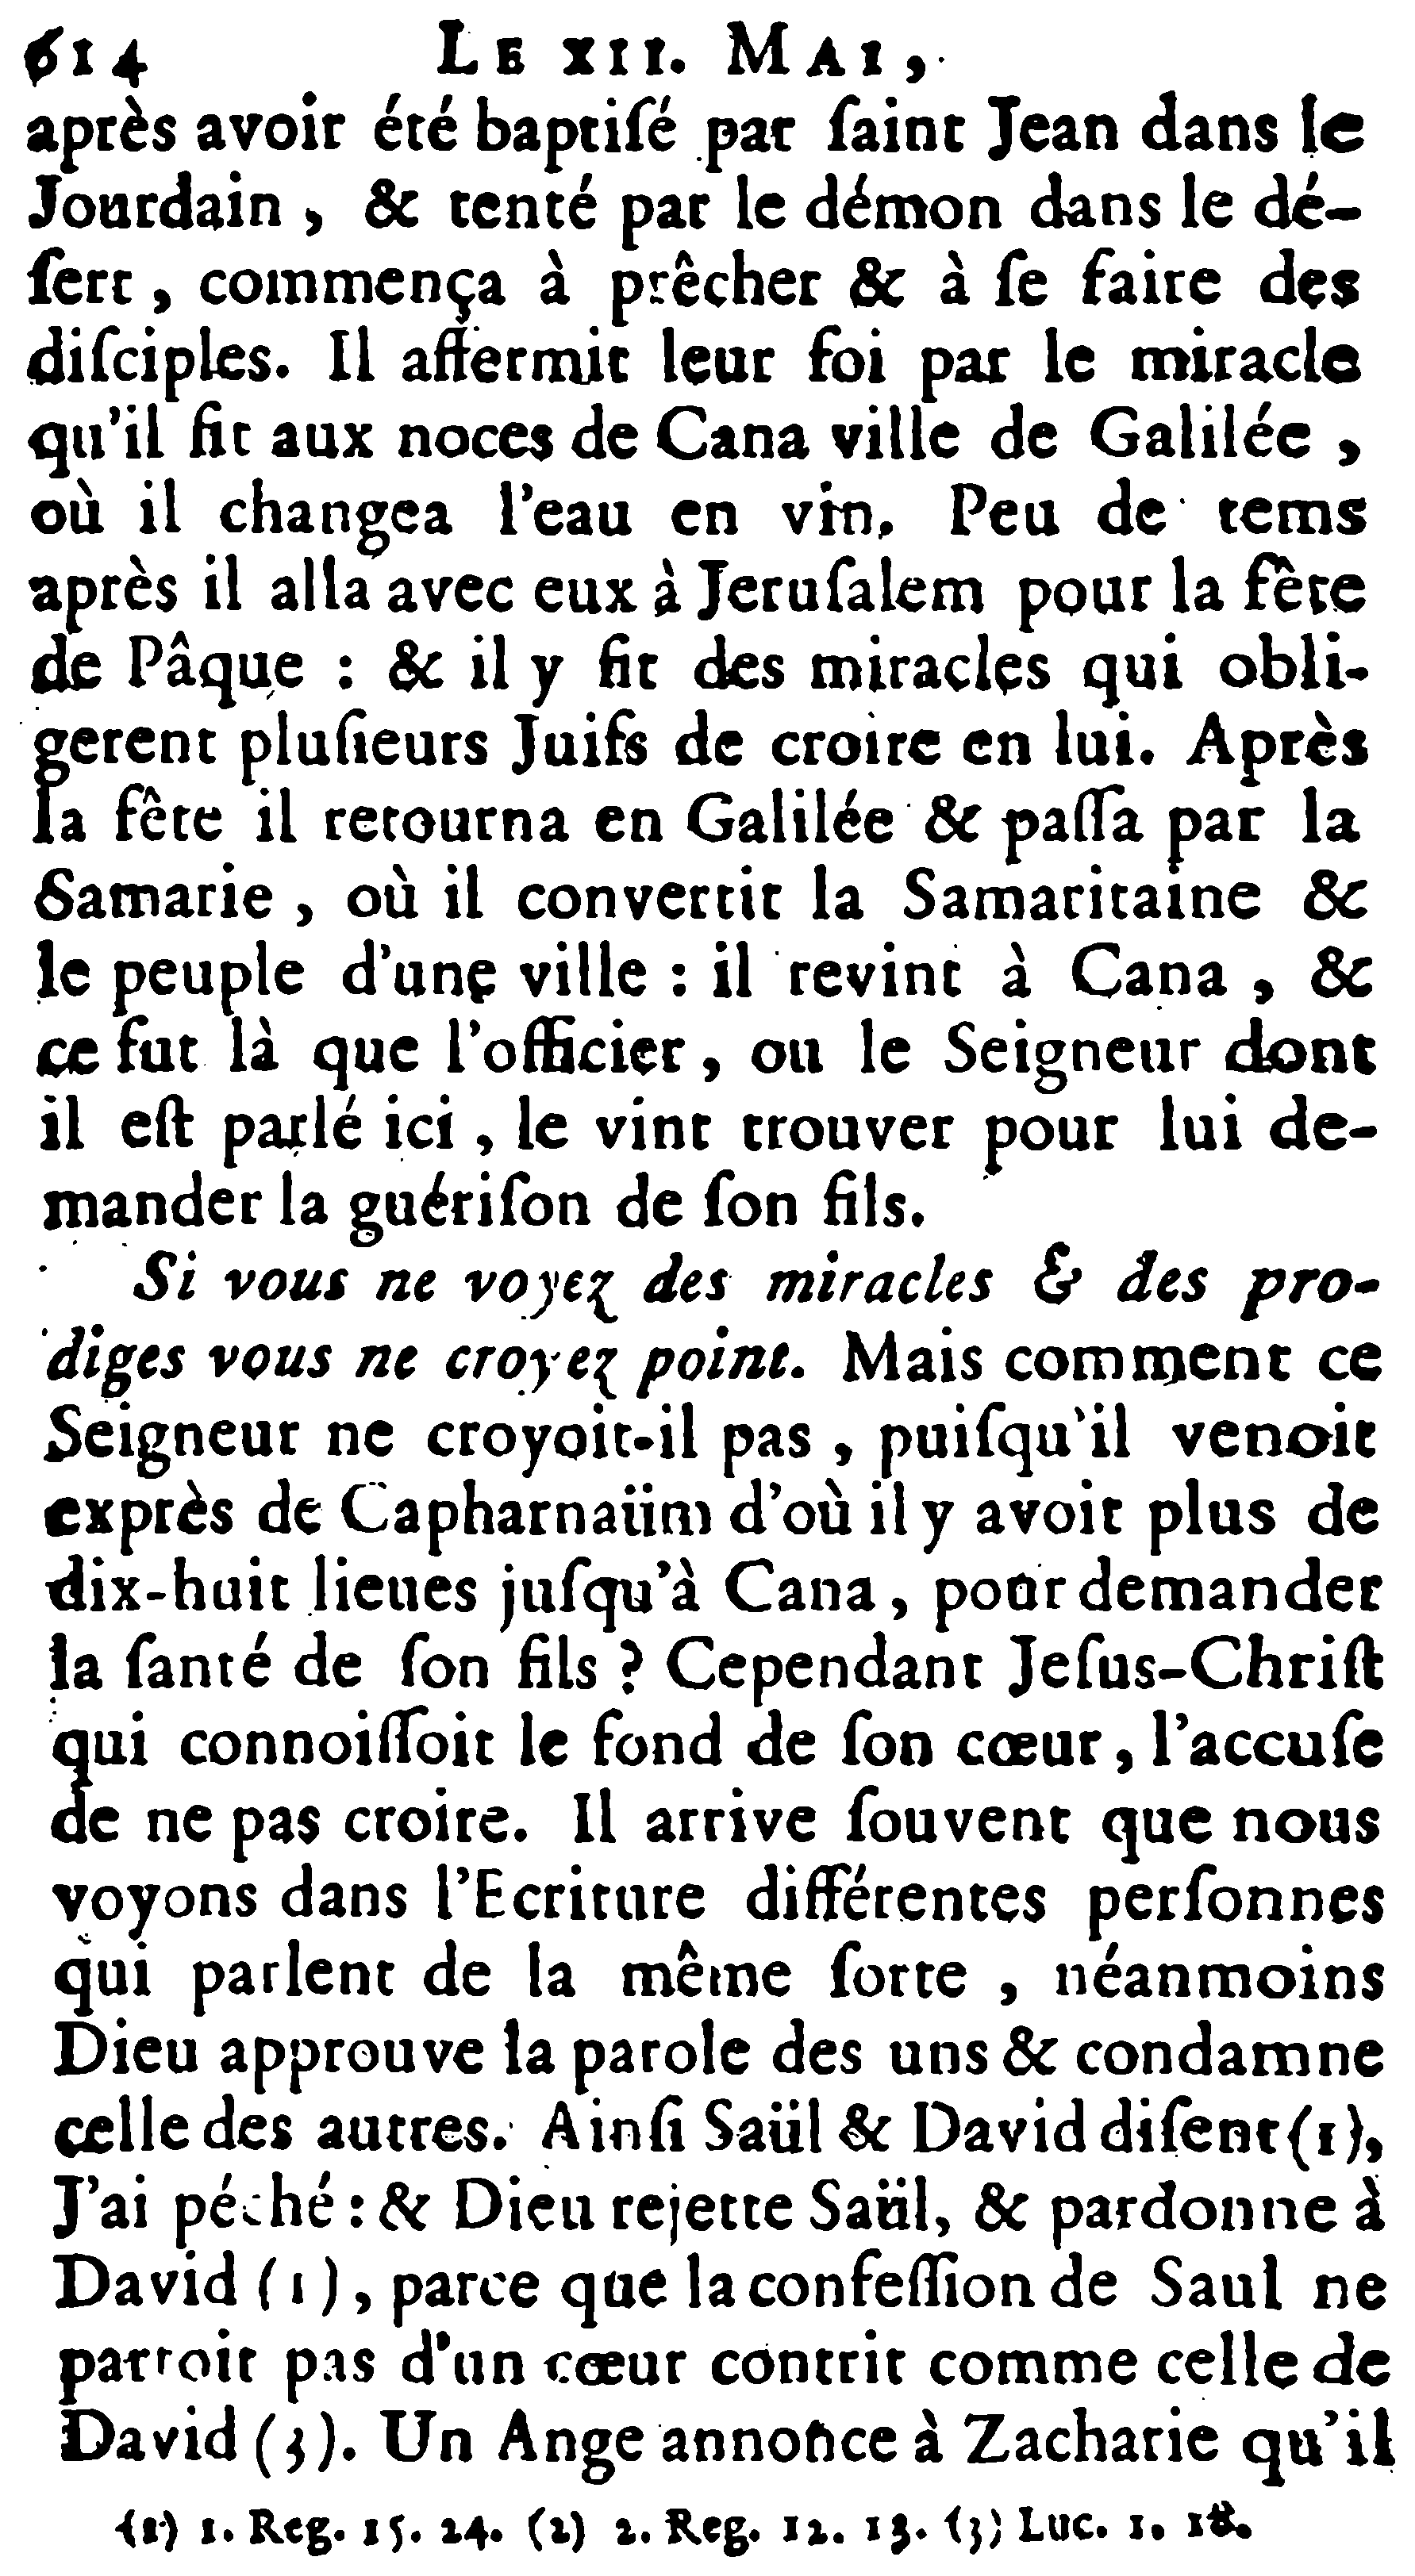 614 LE XII. MAI,
après avoir été baptiſé par ſaint Jean dans le
Jourdain, & tenté par le démon dans le dé-
ſert, commença à prêcher & à ſe faire des
diſciples. Il affermit leur foi par le miracle
qu'il fit aux noces de Cana ville de Galilée,
où il changea l'eau en vin. Peu de tems
après il alla avec eux à Jeruſalem pour la fête
de Pâque : & il y fit des miracles qui obli-
gerent pluſieurs Juifs de croire en lui. Après
la fête il retourna en Galilée & paſſa par la
Samarie, où il convertit la Samaritaine &
le peuple d'une ville : il revint à Cana, &
ce fut là que l'officier, ou le Seigneur dont
il eſt parlé ici, le vint trouver pour lui de-
mander la guériſon de ſon fils.
Si vous ne voyez des miracles & des pro-
diges vous ne croyez point. Mais comment ce
Seigneur ne croyoit-il pas, puiſqu'il venoit
exprès de Capharnaüm d'où il y avoit plus de
dix-huit lieues juſqu'à Cana, pour demander
la ſanté de ſon fils ? Cependant Jeſus-Chriſt
qui connoiſſoit le fond de ſon cœur, l'accuſe
de ne pas croire. Il arrive ſouvent que nous
voyons dans l'Ecriture différentes perſonnes
qui parlent de la même ſorte, néanmoins
Dieu approuve la parole des uns & condamne
celle des autres. Ainſi Saül & David diſent (1),
J'ai péché : & Dieu rejette Saül, & pardonne à
David (1), parce que la confeſſion de Saul ne
partoit pas d'un cœur contrit comme celle de
David (3). Un Ange annonce à Zacharie qu'il
(1) 1. Reg. 15. 24. (2) 2. Reg. 12. 13. (3) Luc. 1. 18.